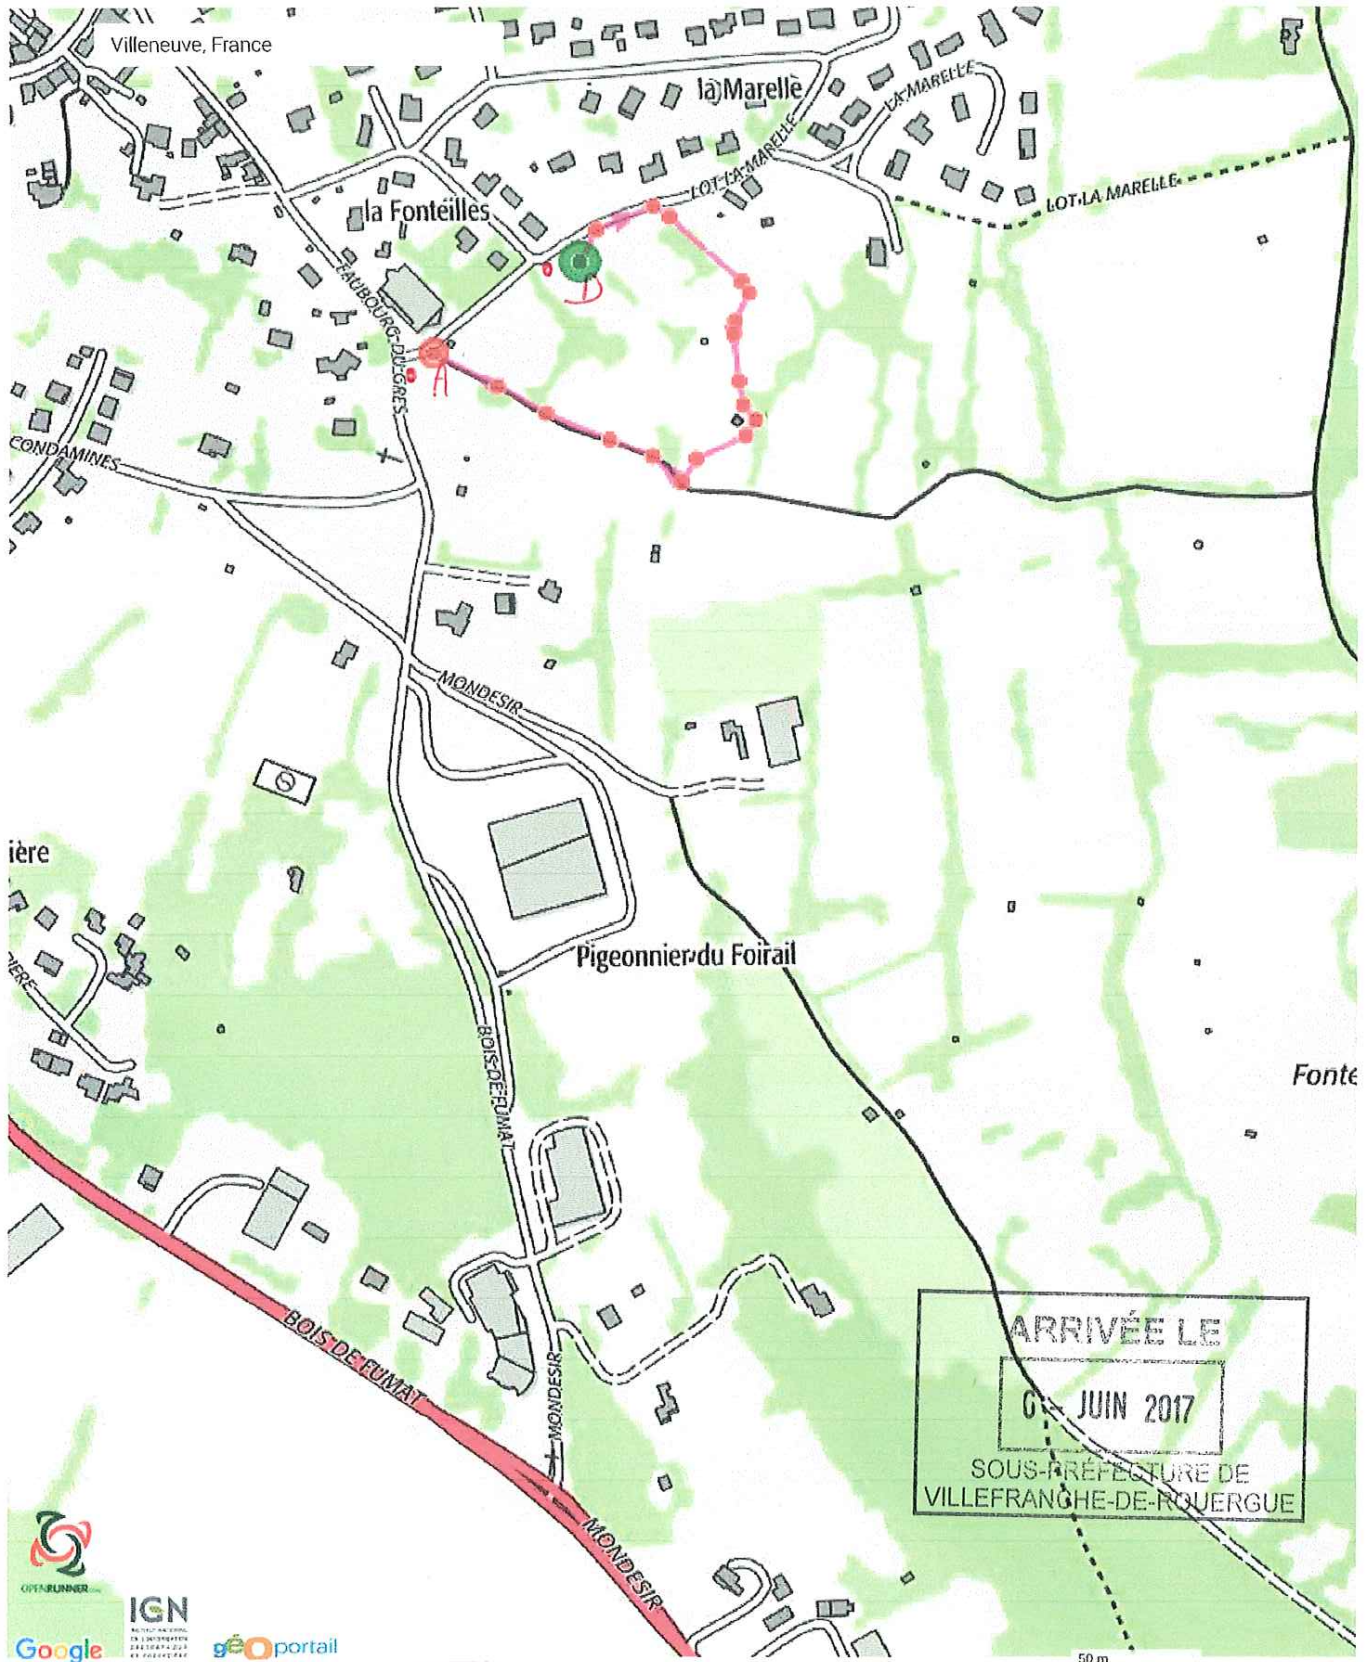 Villeneuve, France
la Marelle
LA MARELLE
LOT LA MARELLE
LOT LA MARELLE
la Fonteilles
D
FAUBOURG DU GRES
A
CONDAMINES
MONDESIR
ière
Pigeonnier du Foirail
BOIS DE FUMAT
Fonte
ARRIVÉE LE
JUIN 2017
SOUS-PRÉFECTURE DE
VILLEFRANCHE-DE-ROUERGUE
BOIS DE FUMAT
MONDESIR
MONDESIR
OPENRUNNER
IGN
Google
géoportail
50 m